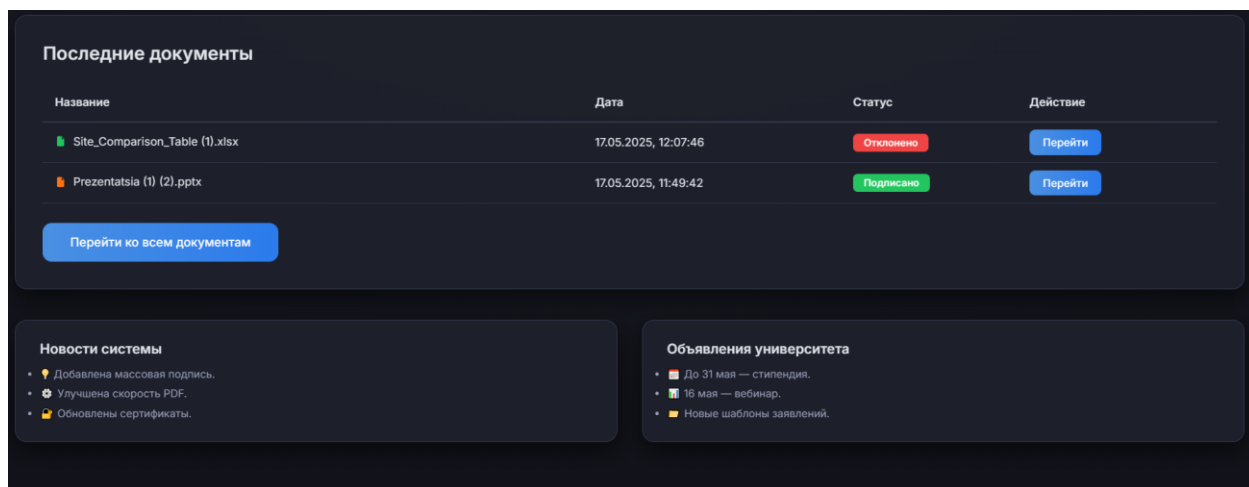 Последние документы
Название Дата Статус Действие
Site_Comparison_Table (1).xlsx 17.05.2025, 12:07:46 Отклонено Перейти
Prezentatsia (1) (2).pptx 17.05.2025, 11:49:42 Подписано Перейти
Перейти ко всем документам
Новости системы
• Добавлена массовая подпись.
• Улучшена скорость PDF.
• Обновлены сертификаты.
Объявления университета
• До 31 мая — стипендия.
• 16 мая — вебинар.
• Новые шаблоны заявлений.